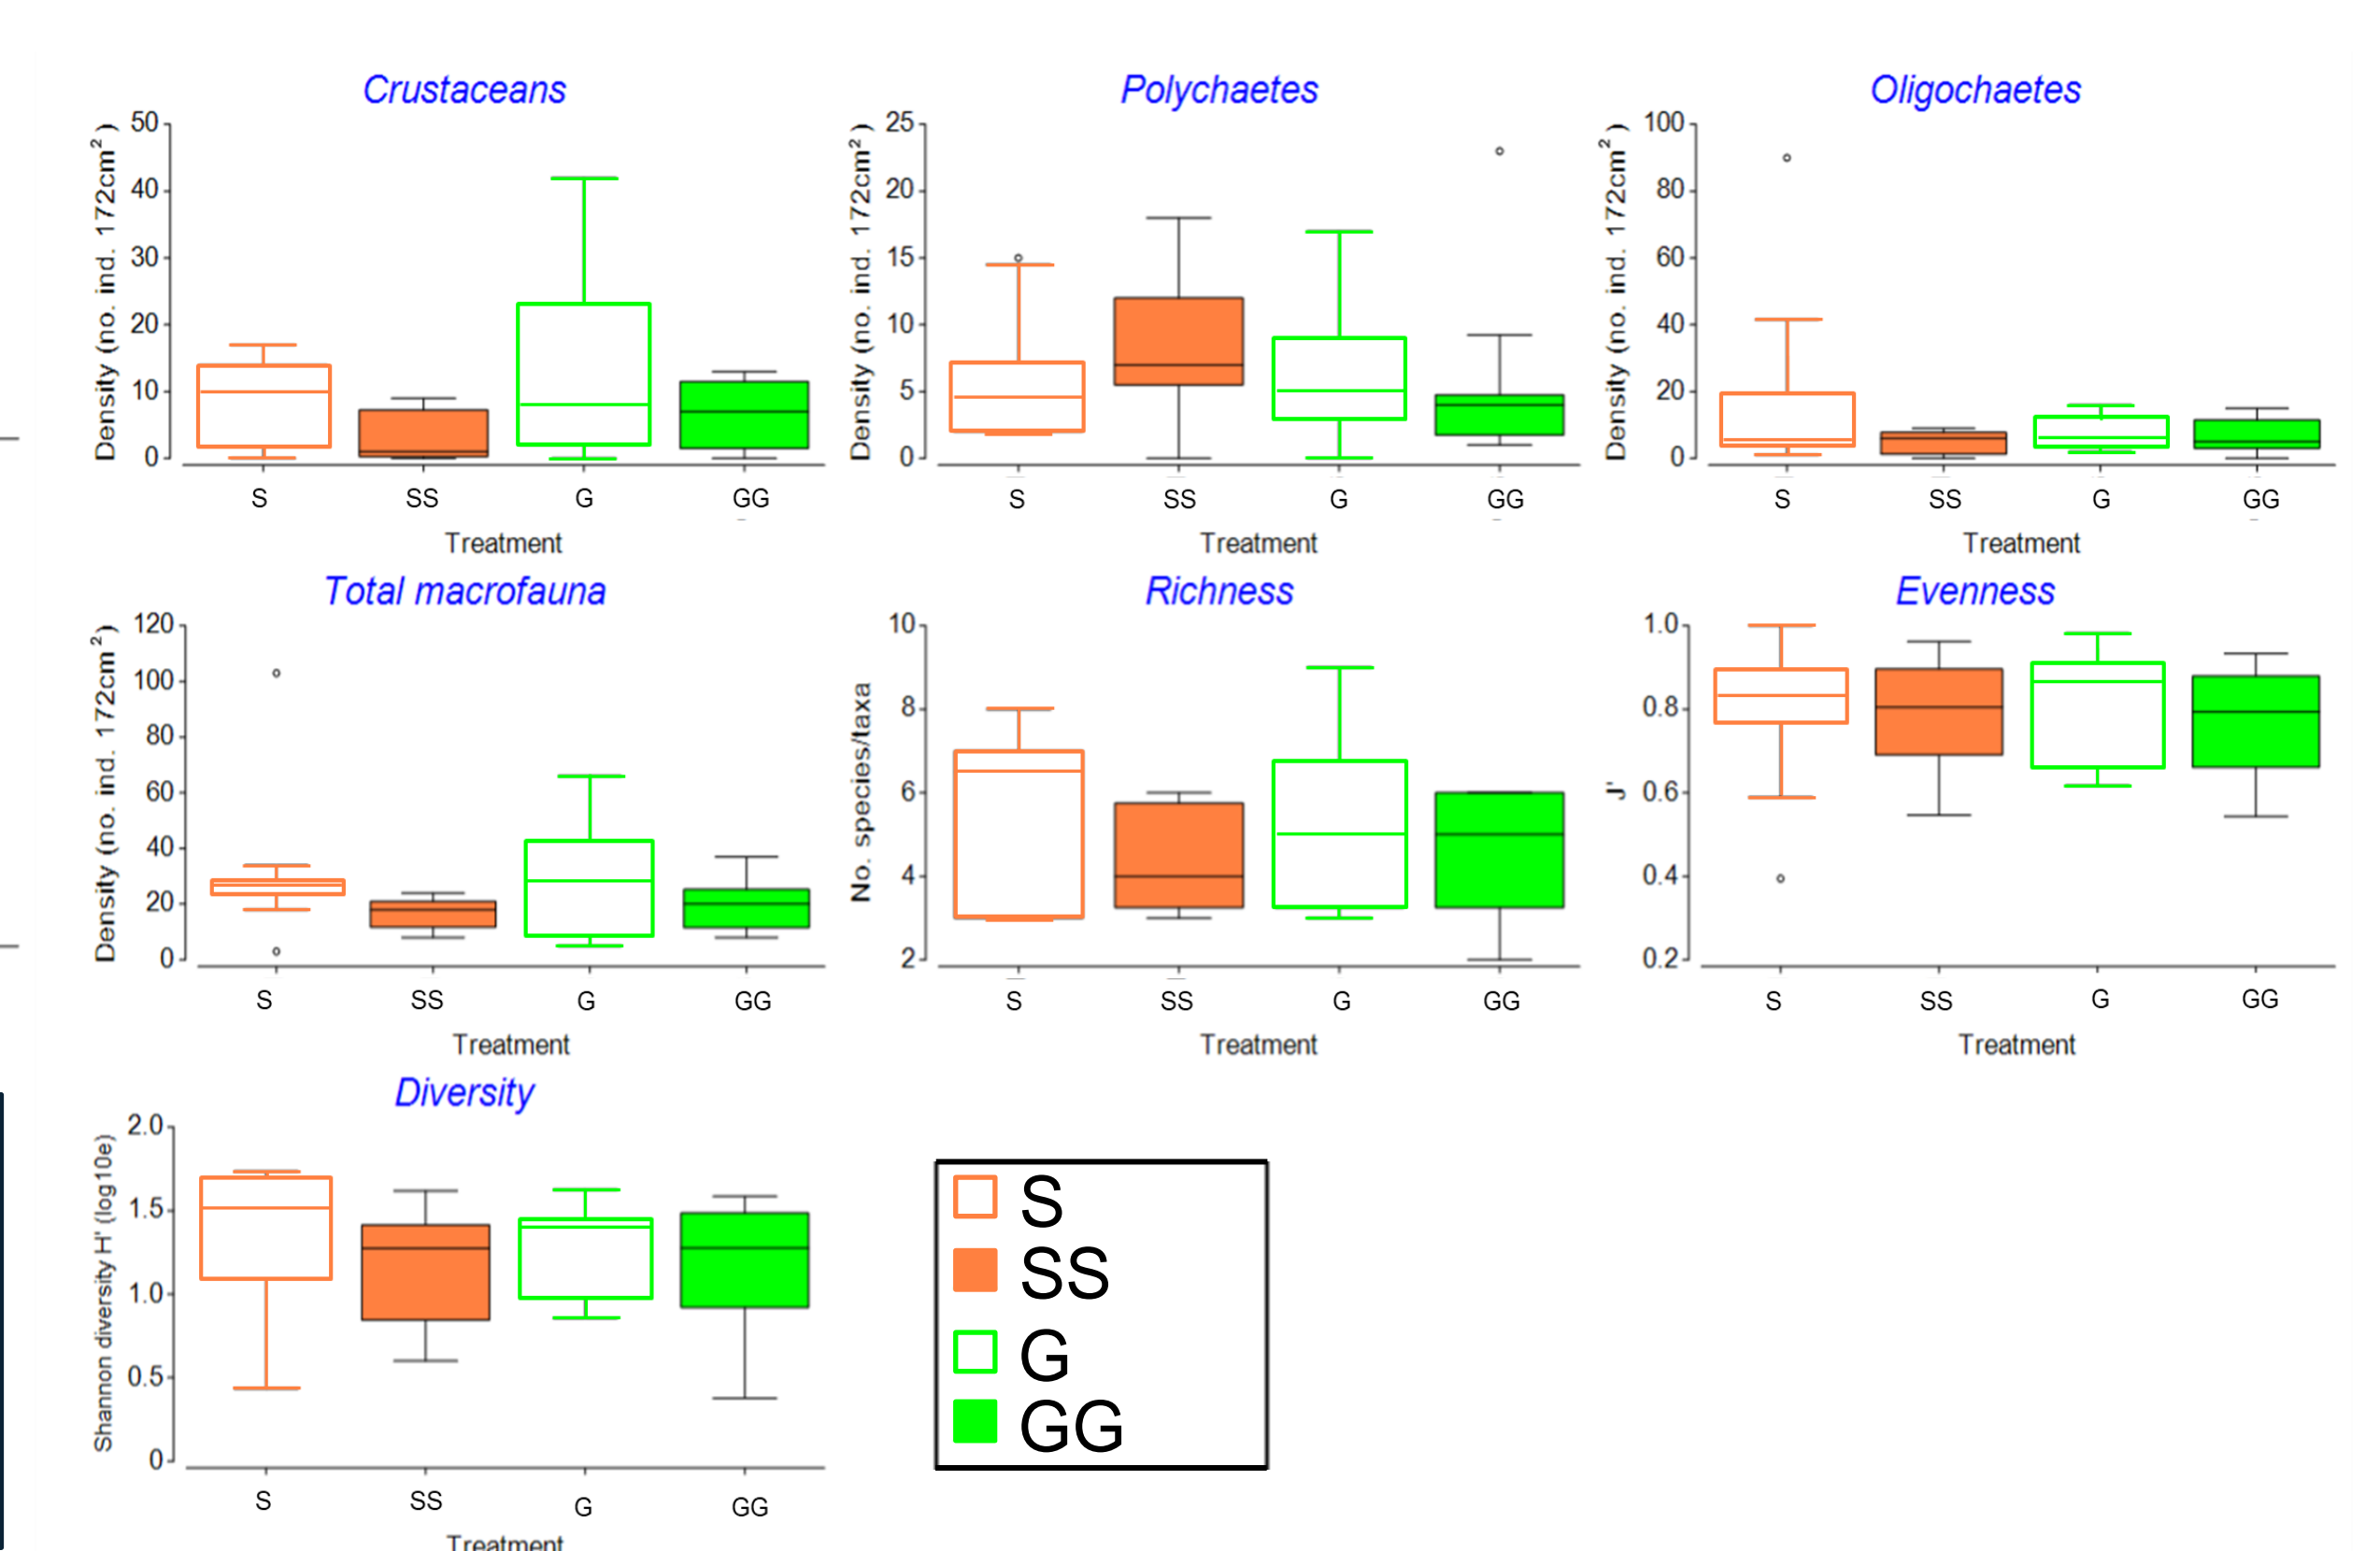 Crustaceans
Density (no. ind. 172cm²)
50
40
30
20
10
0
S SS G GG
Treatment
Polychaetes
Density (no. ind. 172cm²)
25
20
15
10
5
0
S SS G GG
Treatment
Oligochaetes
Density (no. ind. 172cm²)
100
80
60
40
20
0
S SS G GG
Treatment
Total macrofauna
Density (no. ind. 172cm²)
120
100
80
60
40
20
0
S SS G GG
Treatment
Richness
No. species/taxa
10
8
6
4
2
S SS G GG
Treatment
Evenness
J'
1.0
0.8
0.6
0.4
0.2
S SS G GG
Treatment
Diversity
Shannon diversity H' (log10e)
2.0
1.5
1.0
0.5
0
S SS G GG
Treatment
S
SS
G
GG